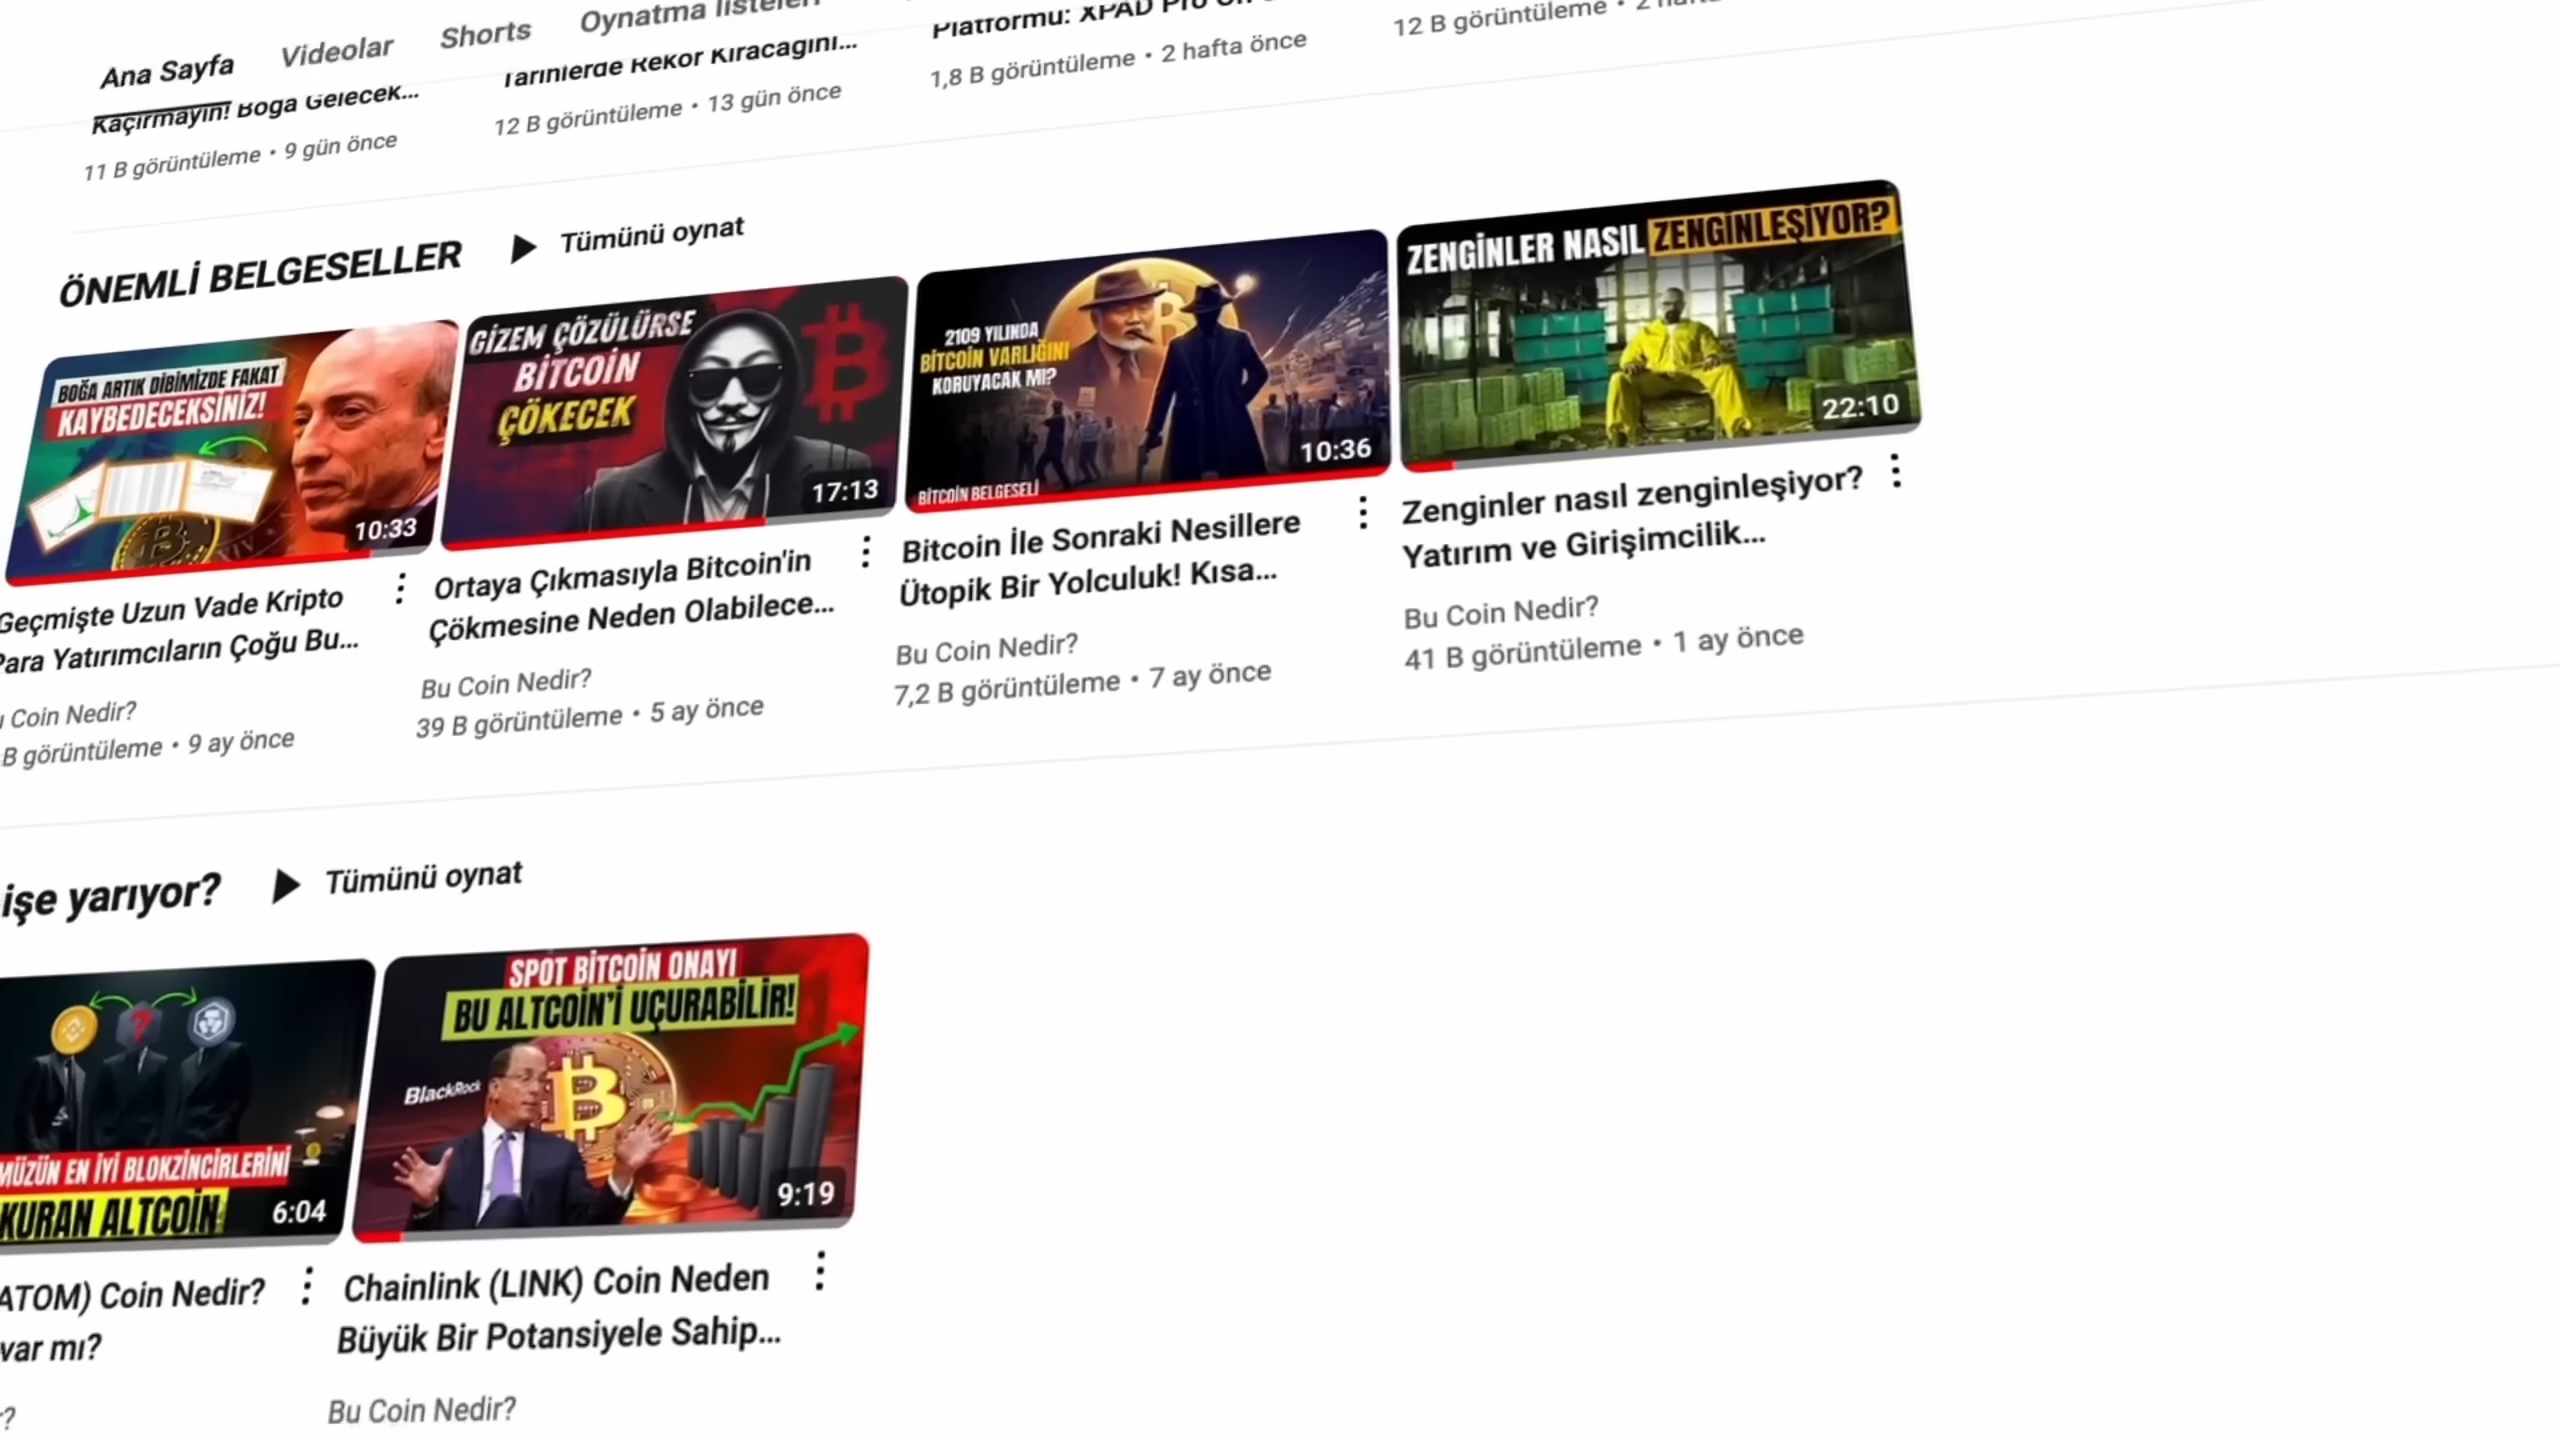 Ana Sayfa
Videolar
Shorts
Oynatma listeleri
Kaçırmayın! Boğa Gelecek...
11 B görüntüleme • 9 gün önce
Tarihlerde Rekor Kıracağını...
12 B görüntüleme • 13 gün önce
Platformu: XPAD Pro
1,8 B görüntüleme • 2 hafta önce
12 B görüntüleme • 2 hafta
ÖNEMLİ BELGESELLER
Tümünü oynat
BOĞA ARTIK DİBİMİZDE FAKAT
KAYBEDECEKSİNİZ!
10:33
Geçmişte Uzun Vade Kripto
Para Yatırımcıların Çoğu Bu...
Coin Nedir?
B görüntüleme • 9 ay önce
GİZEM ÇÖZÜLÜRSE
BİTCOİN
ÇÖKECEK
17:13
Ortaya Çıkmasıyla Bitcoin'in
Çökmesine Neden Olabilece...
Bu Coin Nedir?
39 B görüntüleme • 5 ay önce
2109 YILINDA
BİTCOİN VARLIĞINI
KORUYACAK MI?
BİTCOİN BELGESELİ
10:36
Bitcoin İle Sonraki Nesillere
Ütopik Bir Yolculuk! Kısa...
Bu Coin Nedir?
7,2 B görüntüleme • 7 ay önce
ZENGİNLER NASIL ZENGİNLEŞİYOR?
22:10
Zenginler nasıl zenginleşiyor?
Yatırım ve Girişimcilik...
Bu Coin Nedir?
41 B görüntüleme • 1 ay önce
işe yarıyor?
Tümünü oynat
MÜZÜN EN İYİ BLOKZİNCİRLERİNİ
KURAN ALTCOİN
6:04
ATOM) Coin Nedir?
var mı?
SPOT BİTCOİN ONAYI
BU ALTCOİN'İ UÇURABİLİR!
BlackRock
9:19
Chainlink (LINK) Coin Neden
Büyük Bir Potansiyele Sahip...
Bu Coin Nedir?